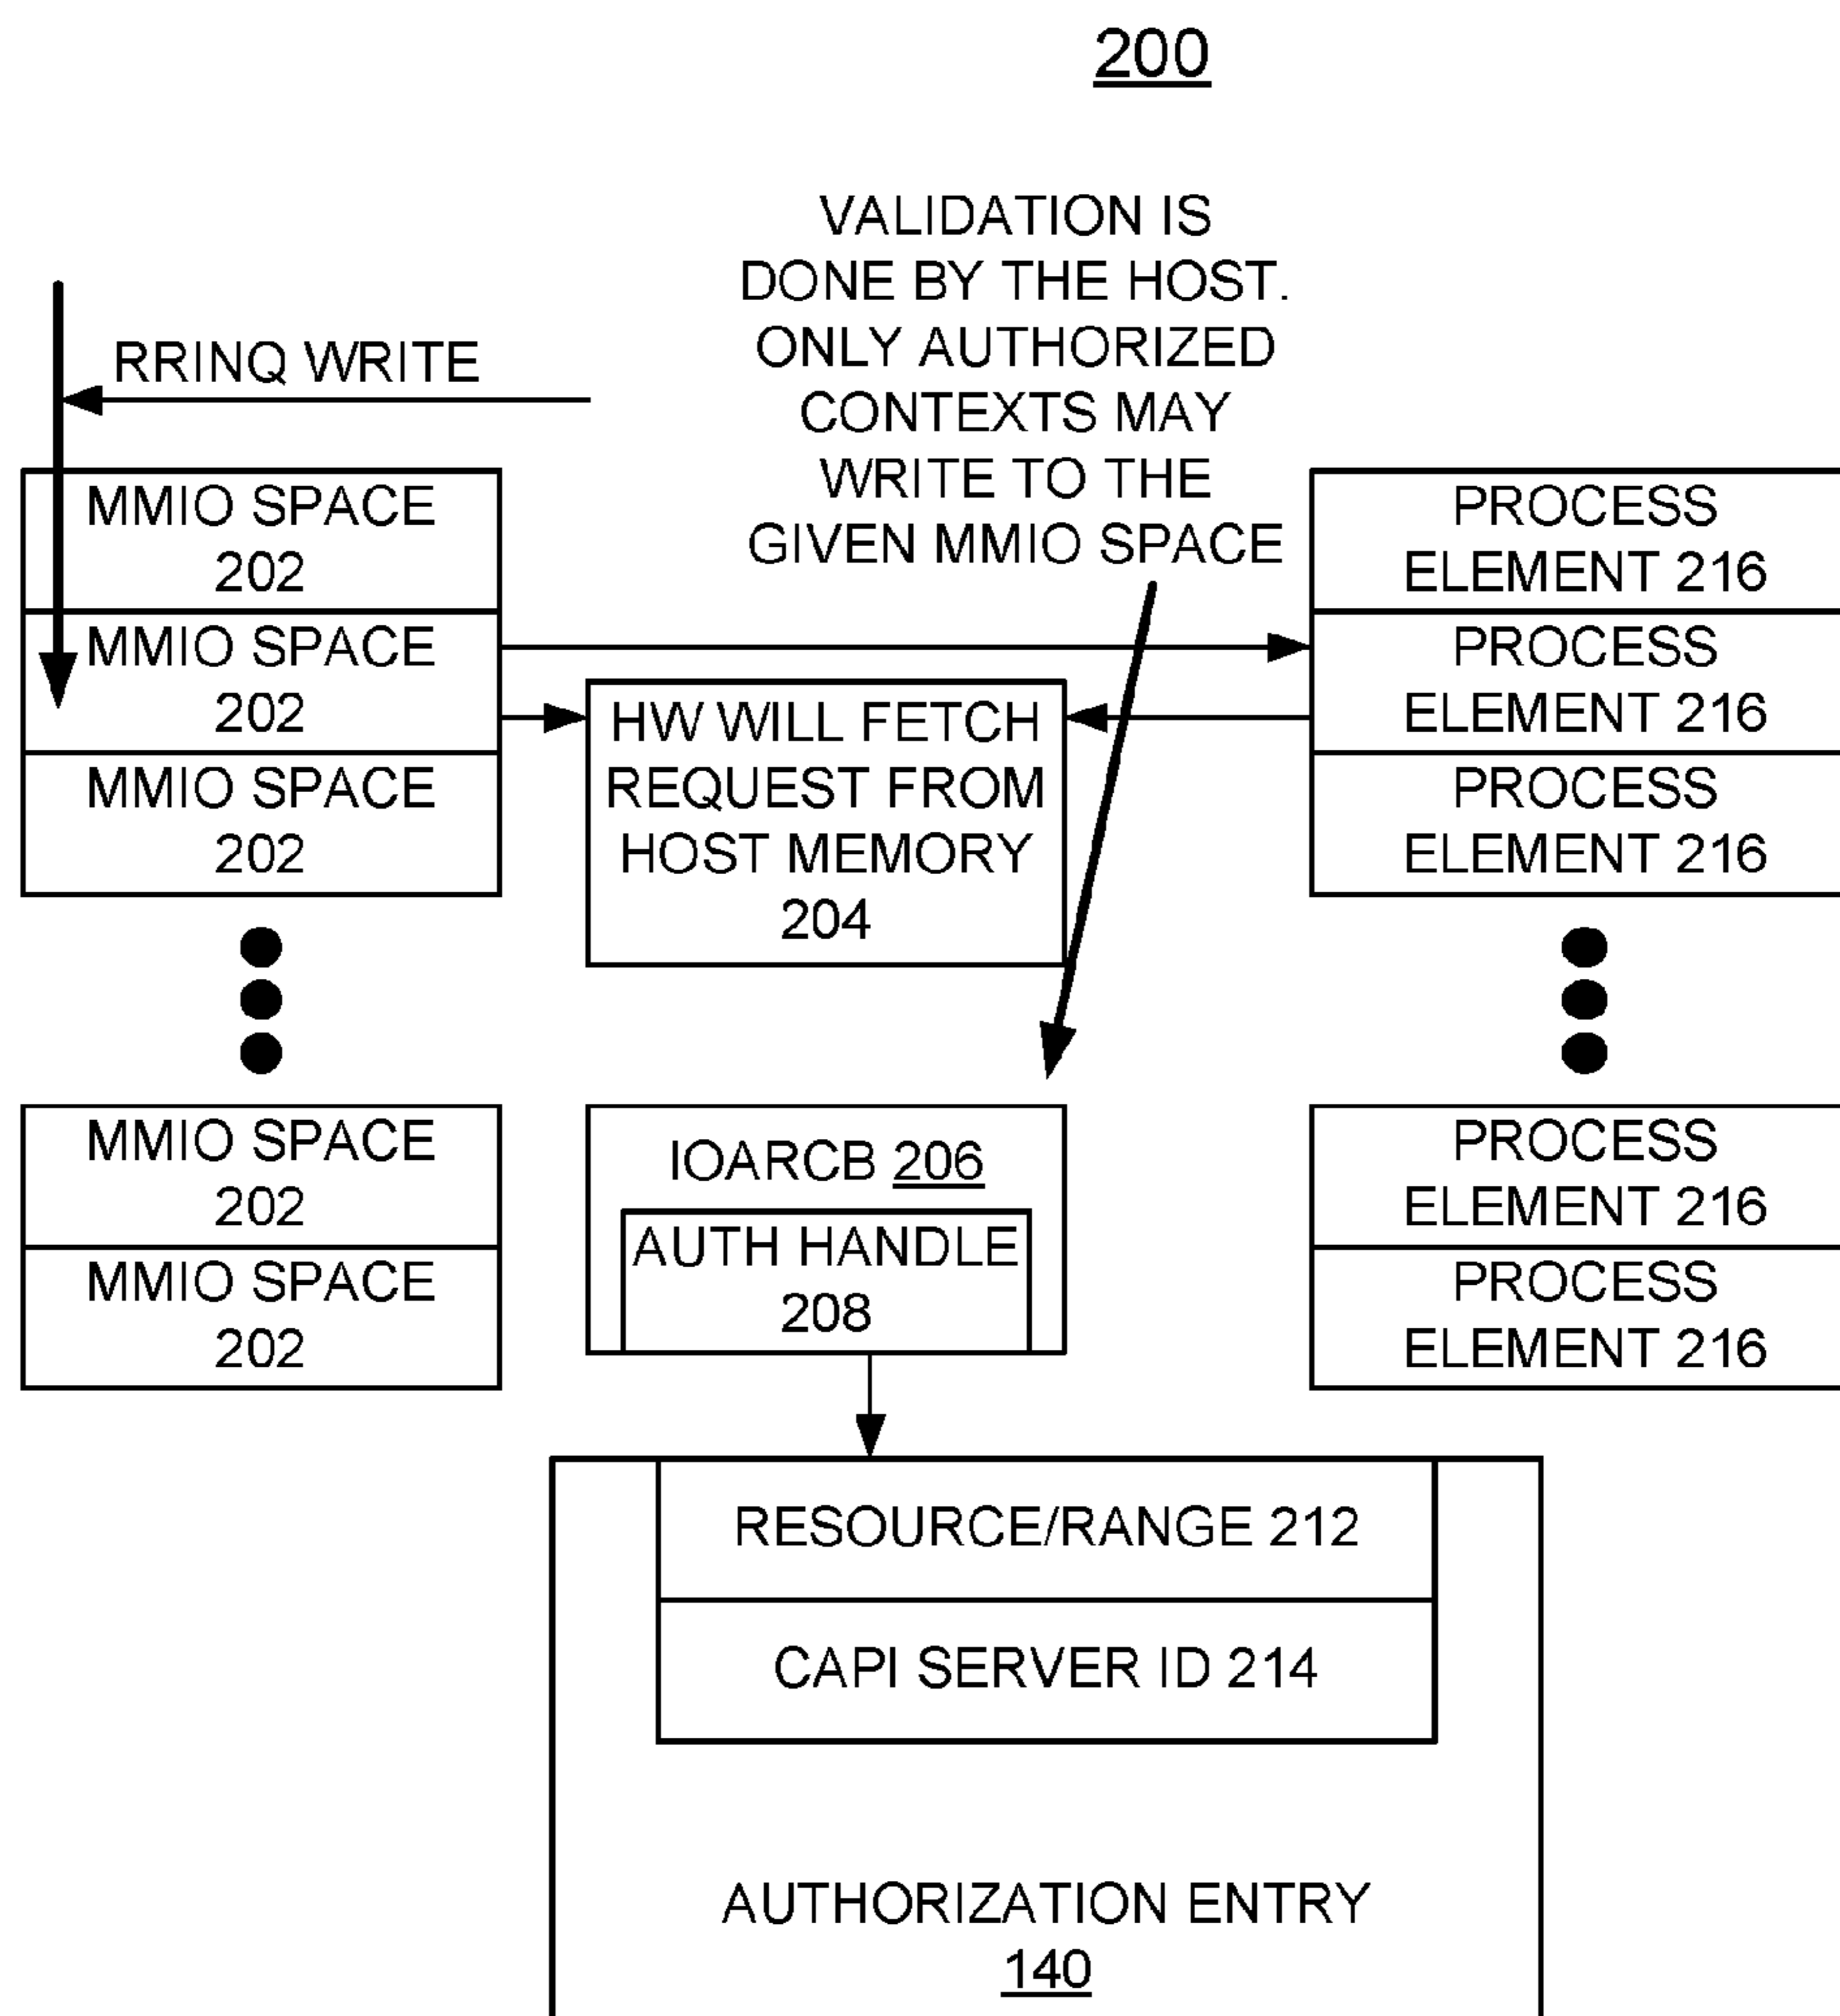 200
VALIDATION IS
DONE BY THE HOST.
ONLY AUTHORIZED
CONTEXTS MAY
WRITE TO THE
GIVEN MMIO SPACE
RRINQ WRITE
MMIO SPACE
202
MMIO SPACE
202
MMIO SPACE
202
MMIO SPACE
202
MMIO SPACE
202
HW WILL FETCH
REQUEST FROM
HOST MEMORY
204
IOARCB 206
AUTH HANDLE
208
PROCESS
ELEMENT 216
PROCESS
ELEMENT 216
PROCESS
ELEMENT 216
PROCESS
ELEMENT 216
PROCESS
ELEMENT 216
RESOURCE/RANGE 212
CAPI SERVER ID 214
AUTHORIZATION ENTRY
140